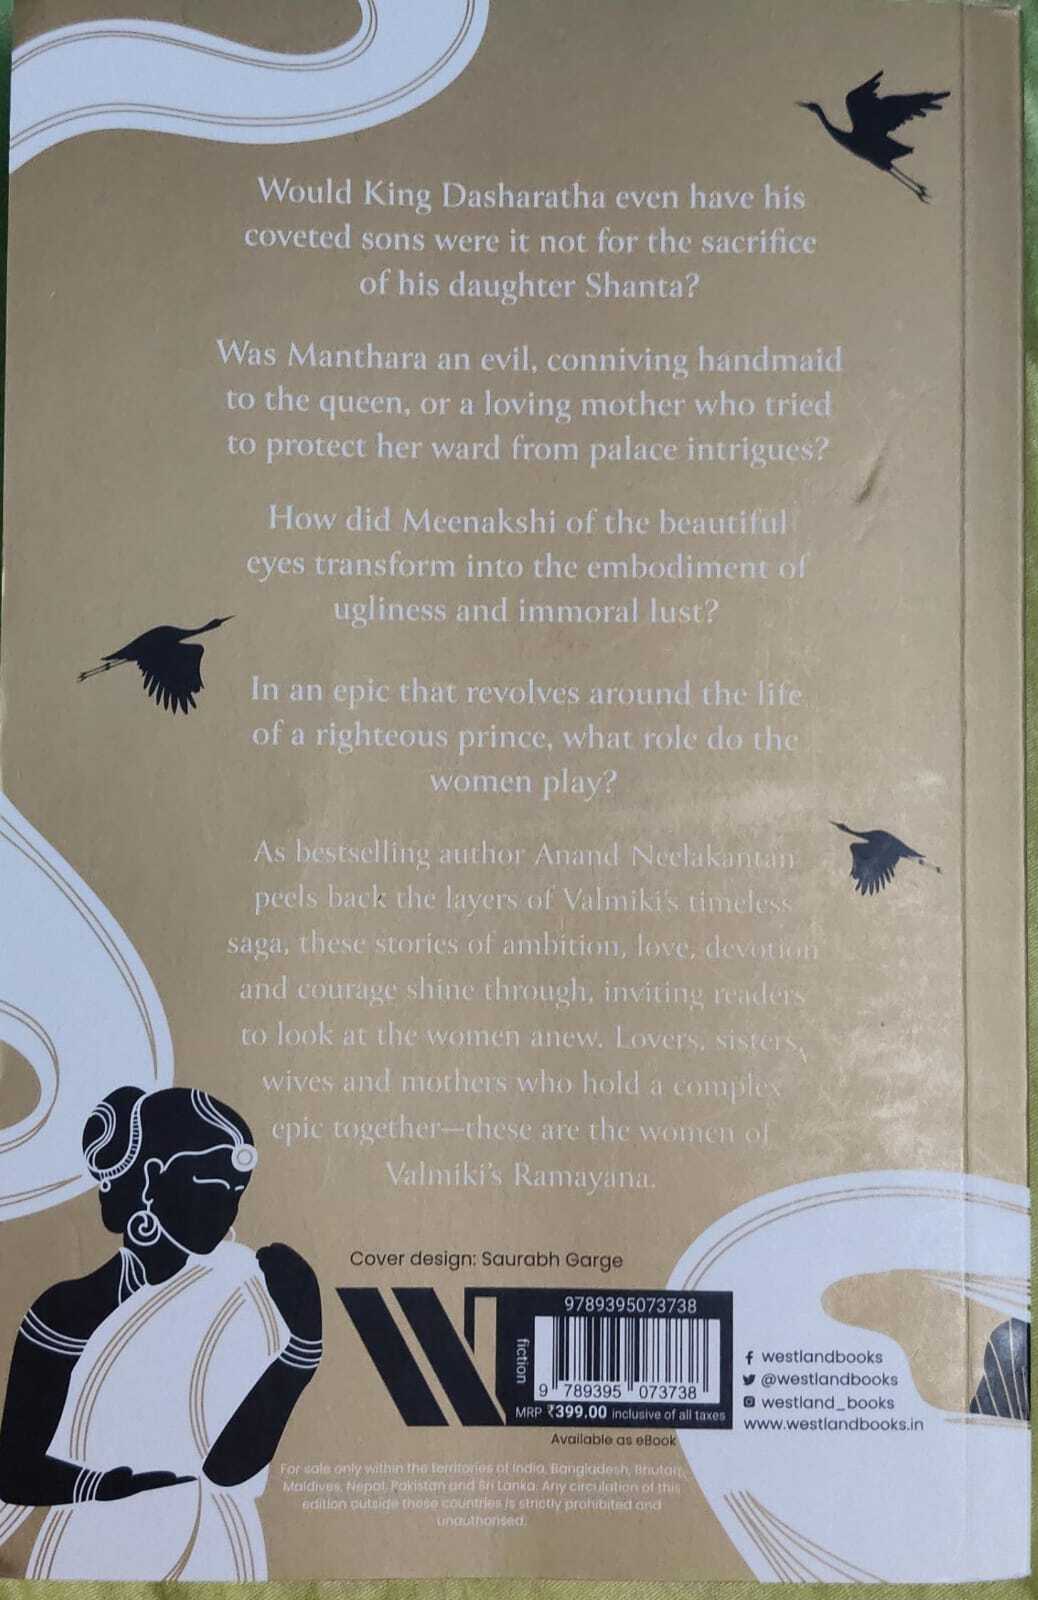 Would King Dasharatha even have his
coveted sons were it not for the sacrifice
of his daughter Shanta?
Was Manthara an evil, conniving handmaid
to the queen, or a loving mother who tried
to protect her ward from palace intrigues?
How did Meenakshi of the beautiful
eyes transform into the embodiment of
ugliness and immoral lust?
In an epic that revolves around the life
of a righteous prince, what role do the
women play?
As bestselling author Anand Neelakantan
peels back the layers of Valmiki's timeless
saga, these stories of ambition, love, devotion
and courage shine through, inviting readers
to look at the women anew. Lovers, sisters,
wives and mothers who hold a complex
epic together—these are the women of
Valmiki's Ramayana.
Cover design: Saurabh Garge
W
fiction
9789395073738
9 789395 073738
MRP ₹399.00 inclusive of all taxes
Available as eBook
westlandbooks
@westlandbooks
westland_books
www.westlandbooks.in
For sale only within the territories of India, Bangladesh, Bhutan,
Maldives, Nepal, Pakistan and Sri Lanka. Any circulation of this
edition outside these countries is strictly prohibited and
unauthorised.